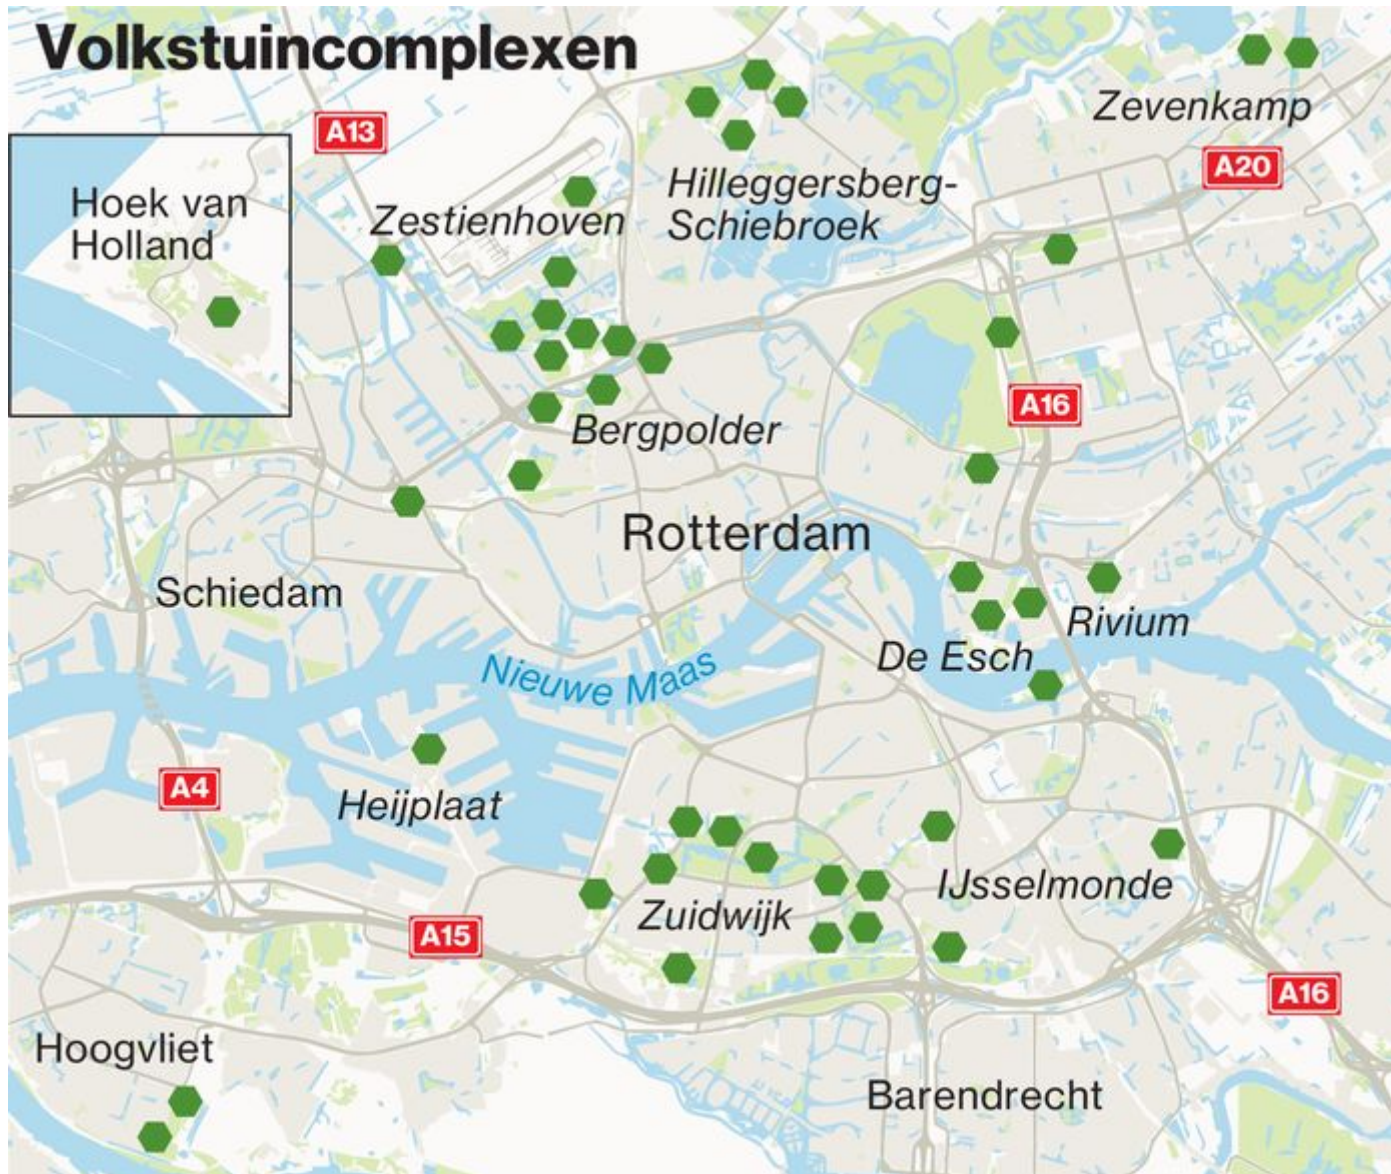 Volkstuincomplexen
Zevenkamp
A13
A20
Hoek van
Holland
Hilleggersberg-
Schiebroek
Zestienhoven
A16
Bergpolder
Rotterdam
Schiedam
Rivium
De Esch
Nieuwe Maas
A4
Heijplaat
IJsselmonde
Zuidwijk
A15
A16
Hoogvliet
Barendrecht